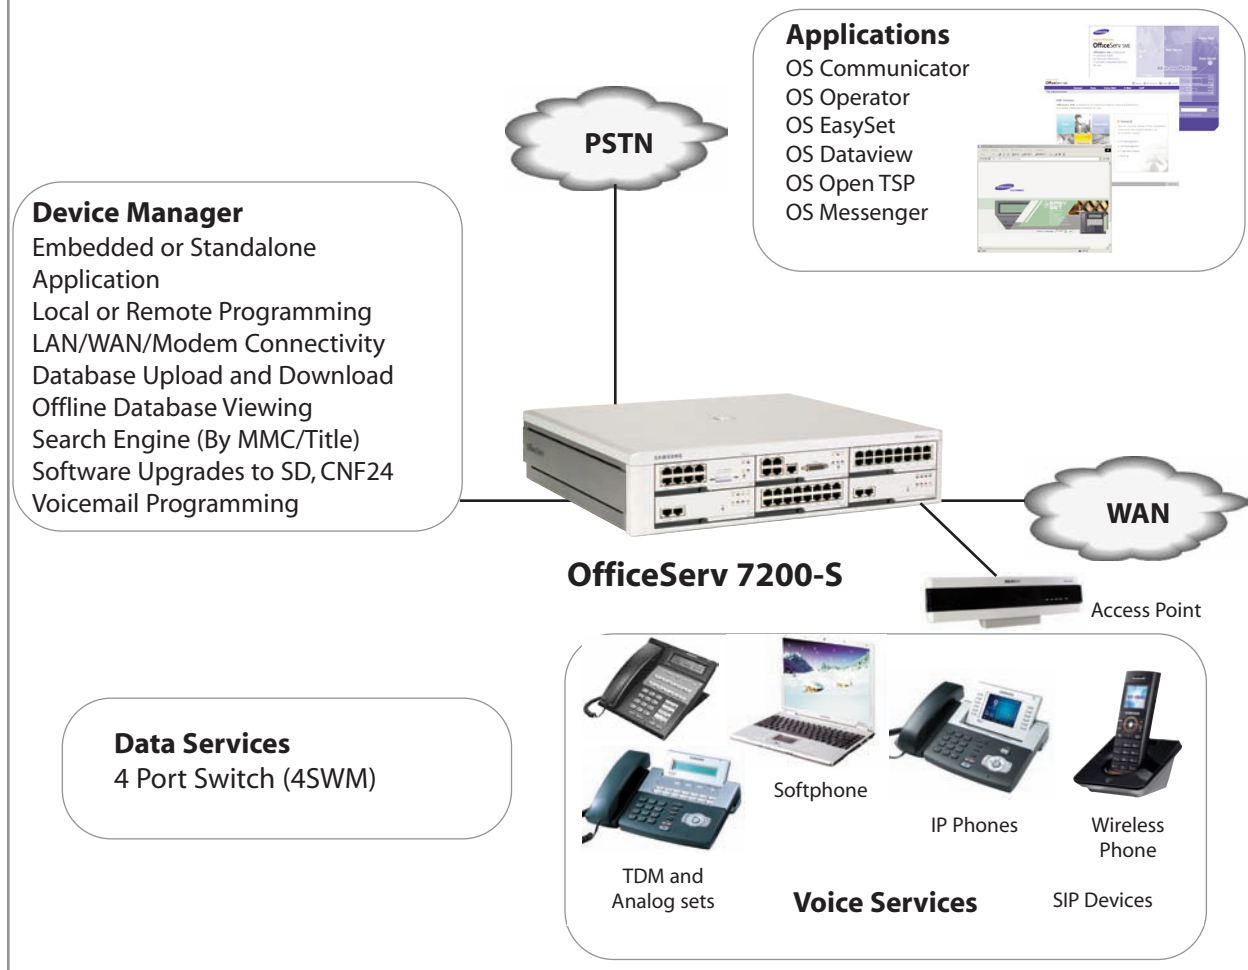 Applications
OS Communicator
OS Operator
OS EasySet
OS Dataview
OS Open TSP
OS Messenger
PSTN
Device Manager
Embedded or Standalone
Application
Local or Remote Programming
LAN/WAN/Modem Connectivity
Database Upload and Download
Offline Database Viewing
Search Engine (By MMC/Title)
Software Upgrades to SD, CNF24
Voicemail Programming
SAMSUNG
WAN
OfficeServ 7200-S
Access Point
Data Services
4 Port Switch (4SWM)
Softphone
IP Phones
Wireless
Phone
TDM and
Analog sets
Voice Services
SIP Devices